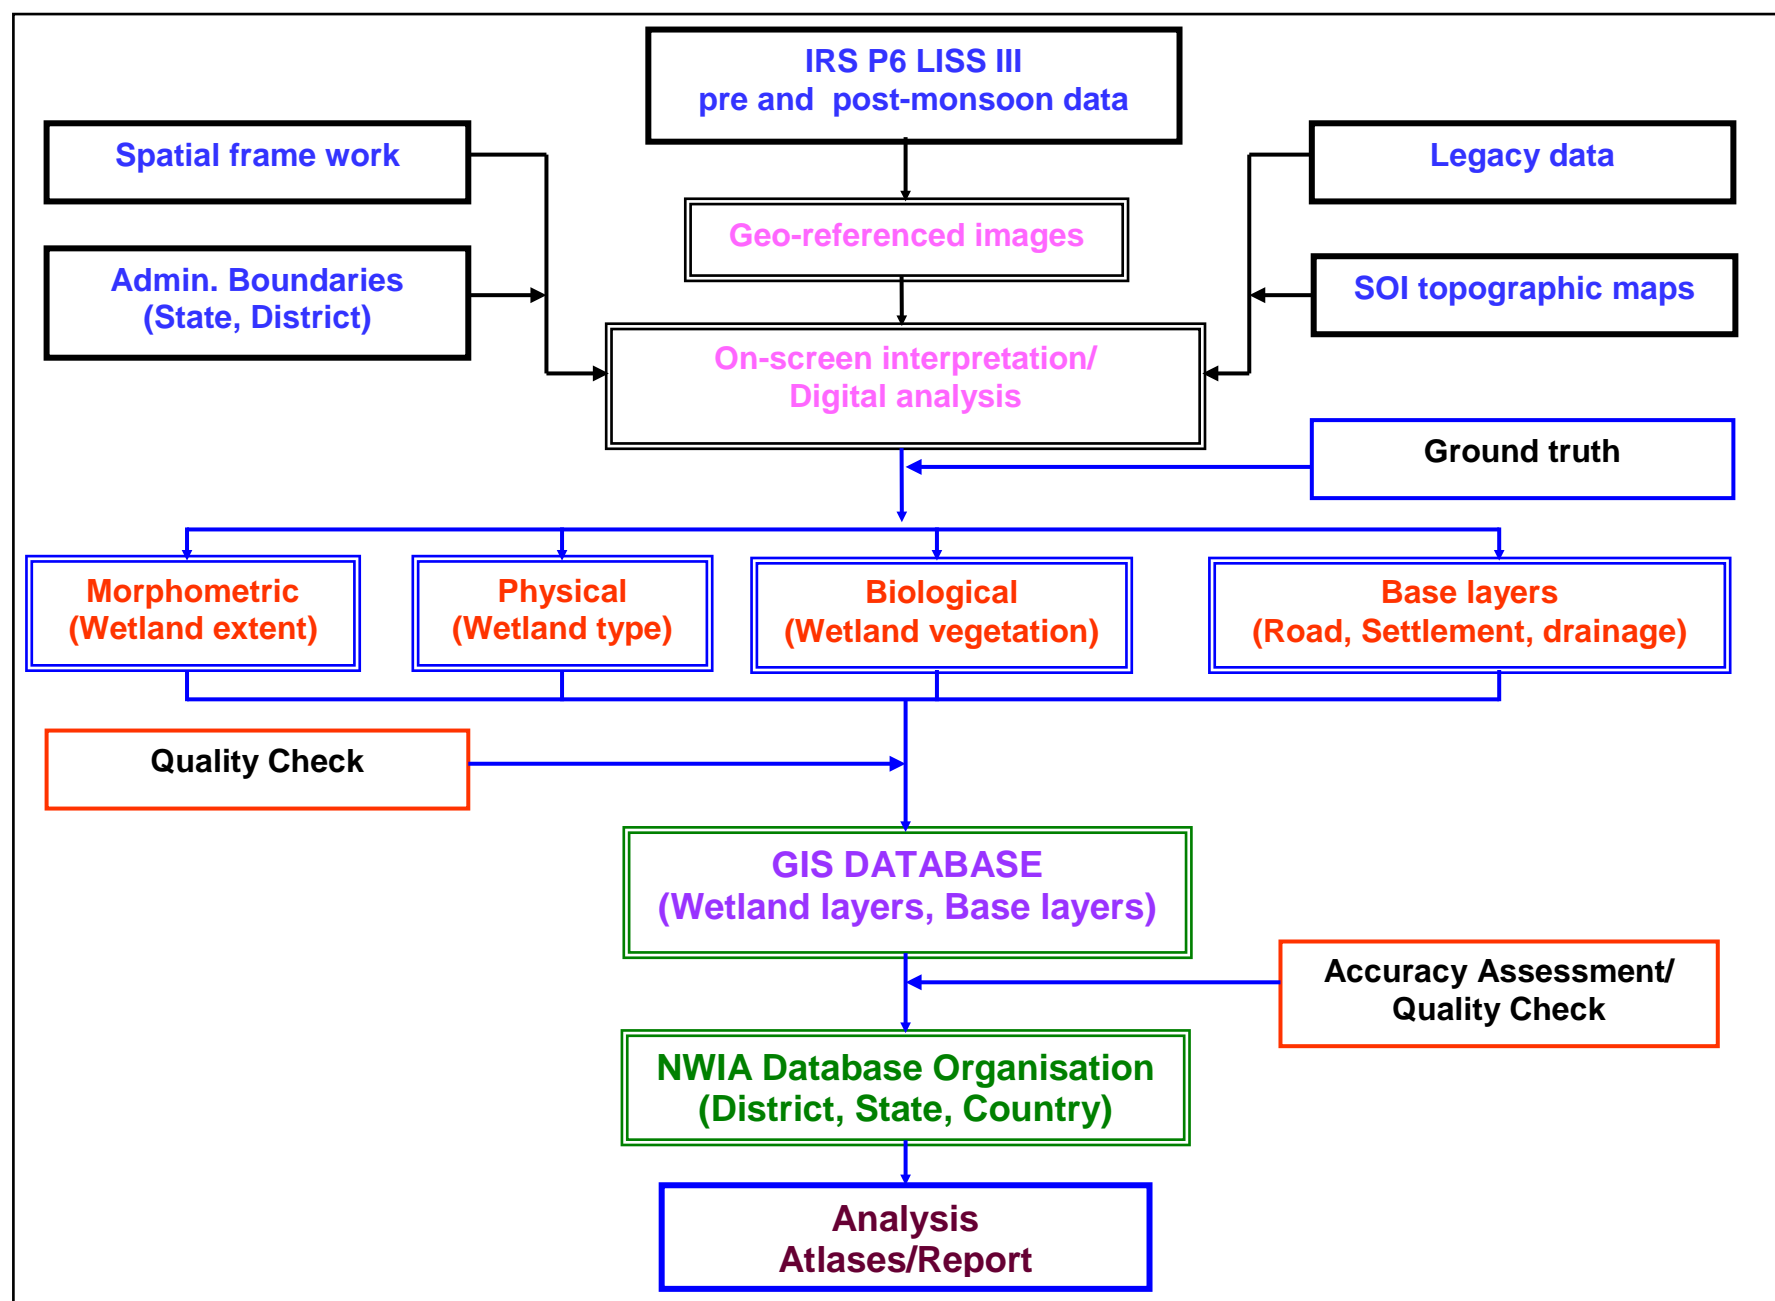 IRS P6 LISS III
pre and post-monsoon data
Spatial frame work
Legacy data
Geo-referenced images
Admin. Boundaries
(State, District)
SOI topographic maps
On-screen interpretation/
Digital analysis
Ground truth
Morphometric
(Wetland extent)
Physical
(Wetland type)
Biological
(Wetland vegetation)
Base layers
(Road, Settlement, drainage)
Quality Check
GIS DATABASE
(Wetland layers, Base layers)
Accuracy Assessment/
Quality Check
NWIA Database Organisation
(District, State, Country)
Analysis
Atlases/Report